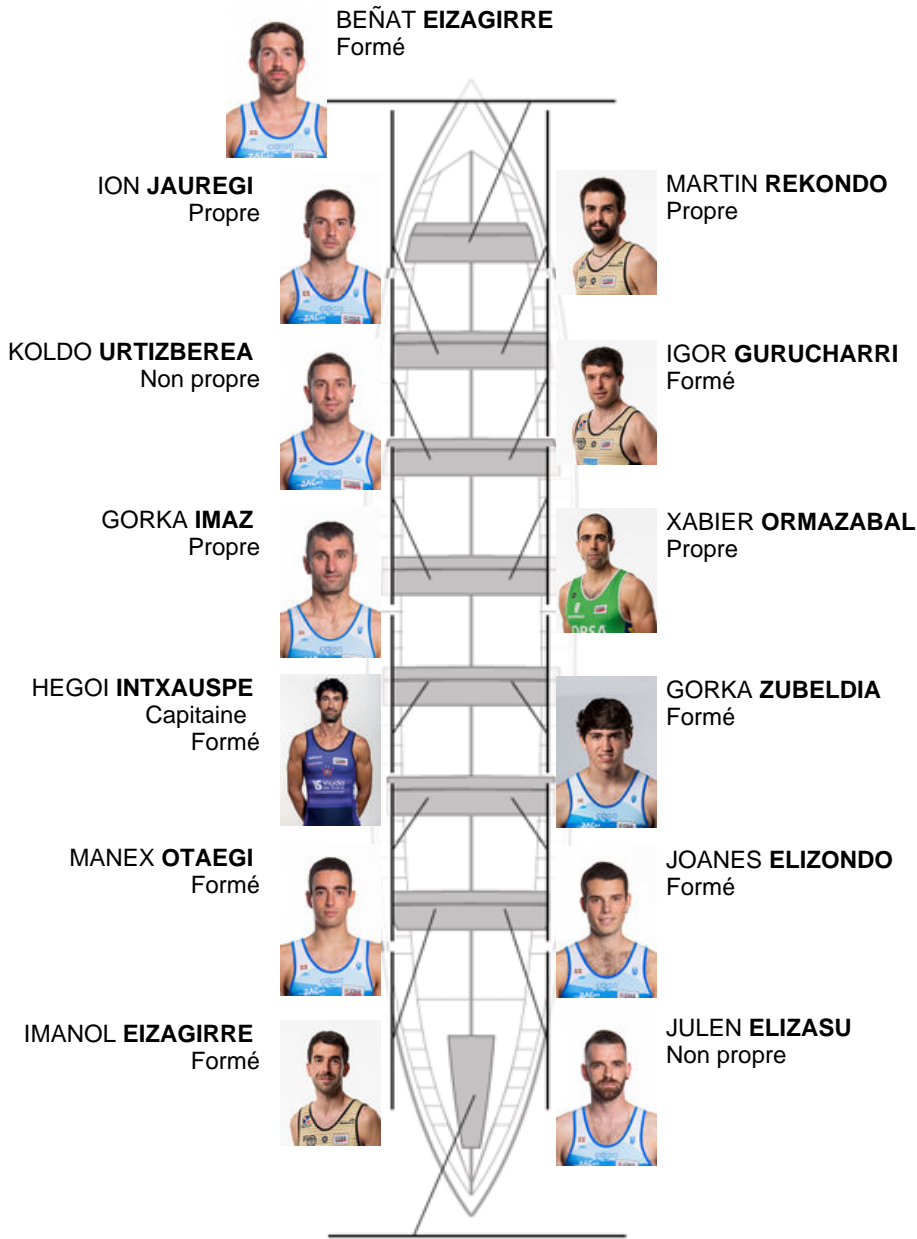 BEÑAT EIZAGIRRE
Formé
ION JAUREGI
Propre
MARTIN REKONDO
Propre
KOLDO URTIZBEREA
Non propre
IGOR GURUCHARRI
Formé
GORKA IMAZ
Propre
XABIER ORMAZABAL
Propre
HEGOI INTXAUSPE
Capitaine
Formé
GORKA ZUBELDIA
Formé
MANEX OTAEGI
Formé
JOANES ELIZONDO
Formé
IMANOL EIZAGIRRE
Formé
JULEN ELIZASU
Non propre